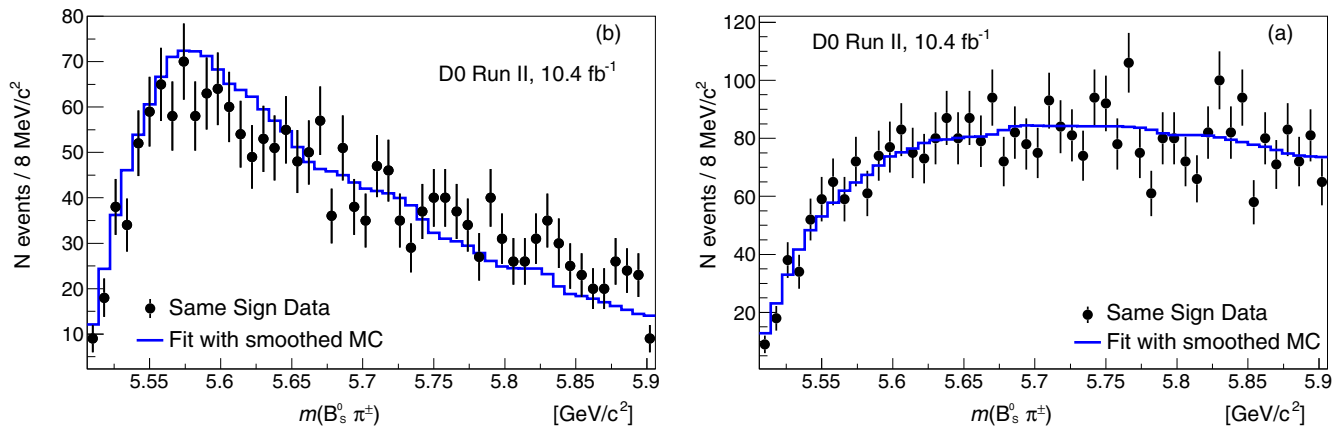 80
70
60
50
40
30
20
10
N events / 8 MeV/c²
(b)
D0 Run II, 10.4 fb⁻¹
Same Sign Data
Fit with smoothed MC
5.55 5.6 5.65 5.7 5.75 5.8 5.85 5.9
m(B⁰ₛ π±) [GeV/c²]
120
100
80
60
40
20
0
N events / 8 MeV/c²
(a)
D0 Run II, 10.4 fb⁻¹
Same Sign Data
Fit with smoothed MC
5.55 5.6 5.65 5.7 5.75 5.8 5.85 5.9
m(B⁰ₛ π±) [GeV/c²]